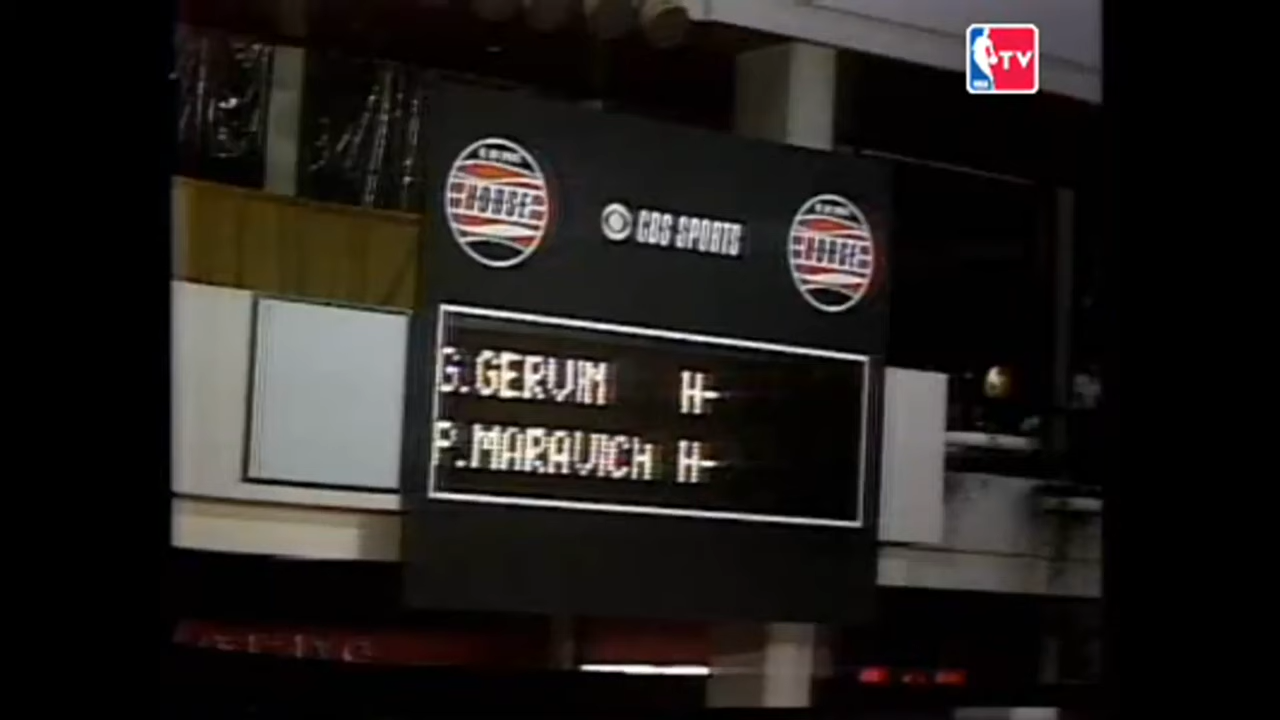 TV
HORSE
CBS SPORTS
HORSE
G.GERVIN H-
P.MARAVICH H-